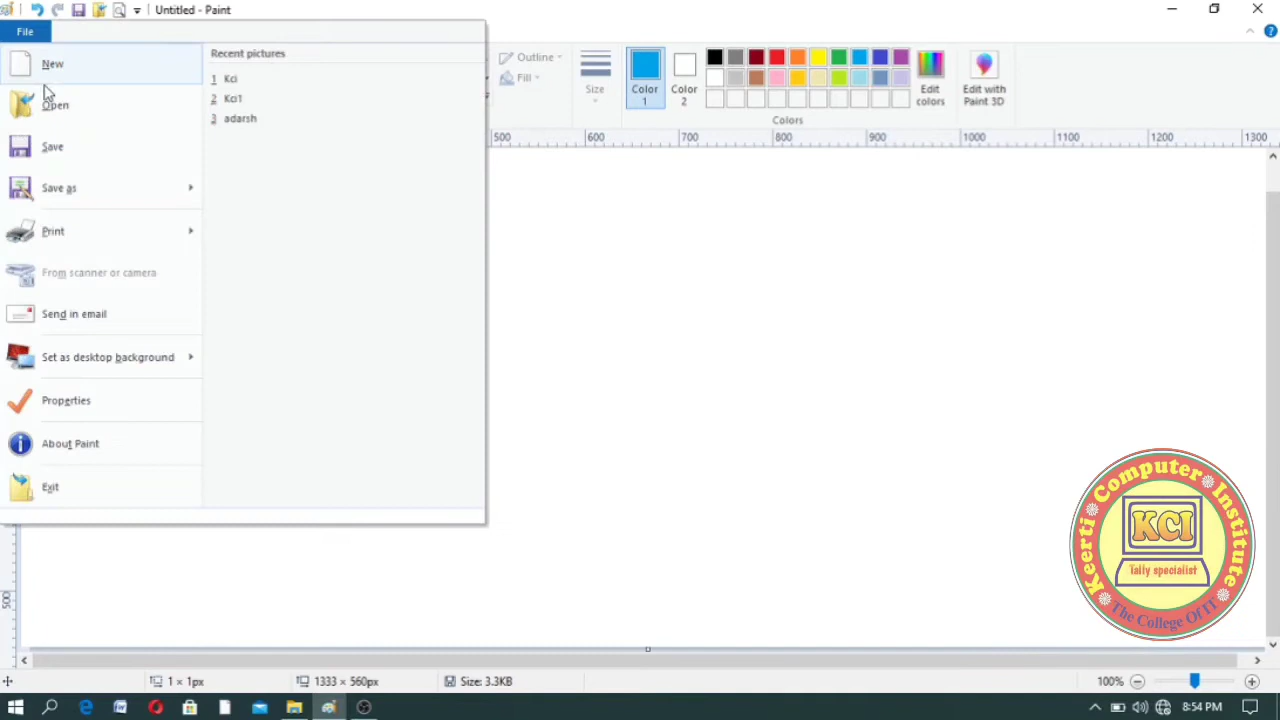 Untitled - Paint
File
New
Open
Save
Save as
Print
From scanner or camera
Send in email
Set as desktop background
Properties
About Paint
Exit
Recent pictures
1 Kci
2 Kci1
3 adarsh
Outline
Fill
Size
Color
1
Color
2
Edit
colors
Edit with
Paint 3D
Colors
500
600
700
800
900
1000
1100
1200
1300
500
Keerti Computer Institute
KCI
Tally specialist
The College Of IT
1 × 1px
1333 × 560px
Size: 3.3KB
100%
8:54 PM